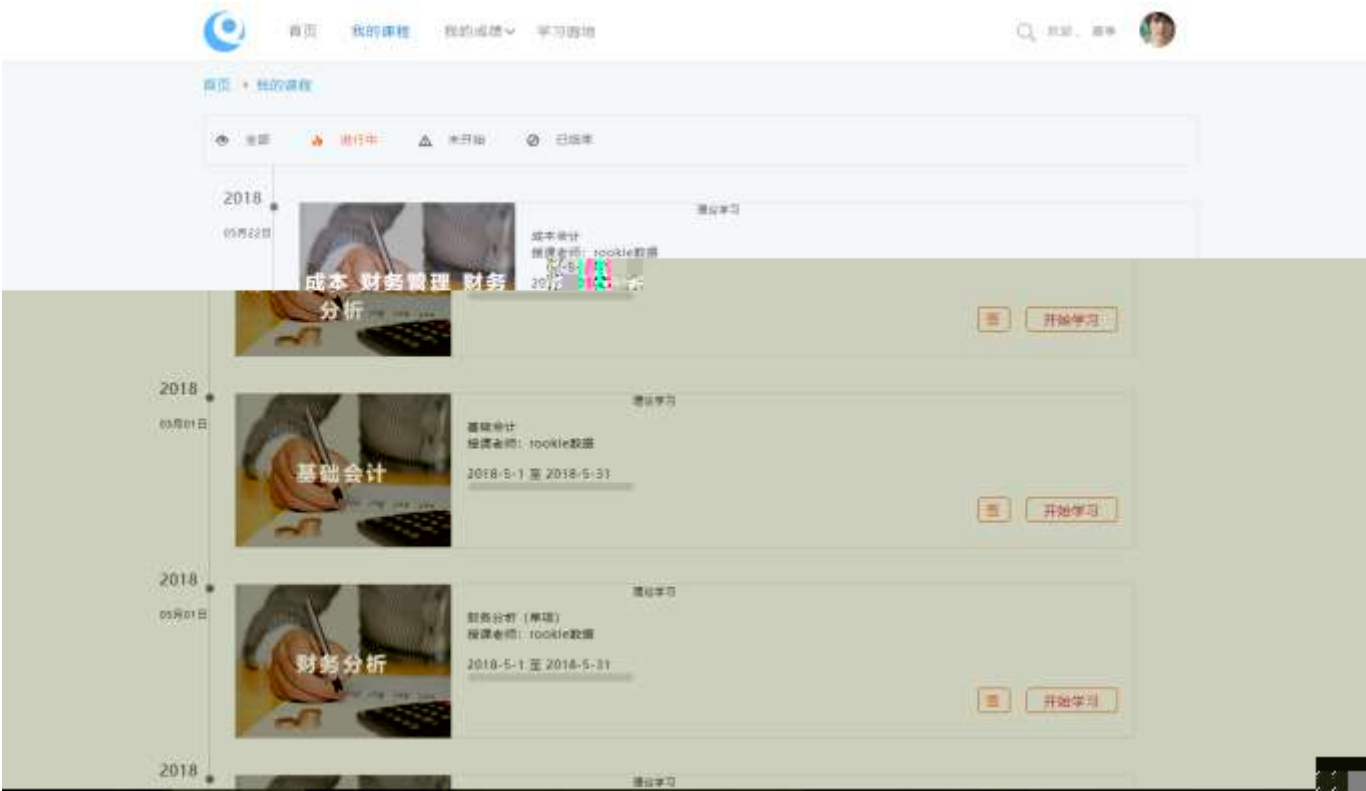 首页 我的课程 我的成绩 学习园地
首页 我的课程
全部 进行中 未开始 已结束
2018
05月22日
成本 财务管理 财务
分析
理论学习
成本会计
授课老师: rookie数据
签 开始学习
2018
05月01日
基础会计
理论学习
基础会计
授课老师: rookie数据
2018-5-1 至 2018-5-31
签 开始学习
2018
05月01日
财务分析
理论学习
财务分析 (单项)
授课老师: rookie数据
2018-5-1 至 2018-5-31
签 开始学习
2018
理论学习